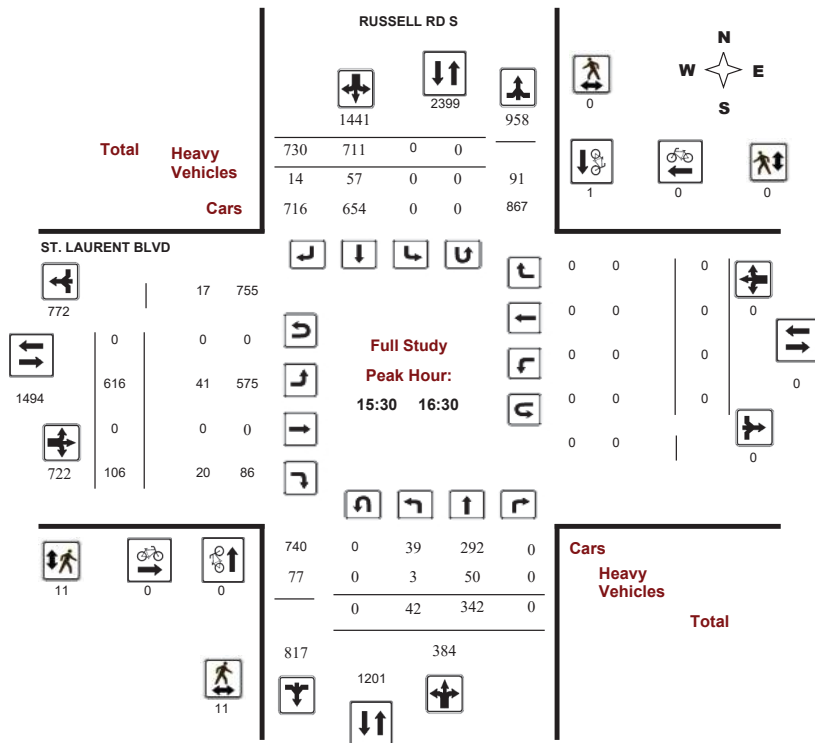 RUSSELL RD S
N
W E
S
1441
2399
958
0
Total
Heavy
Vehicles
Cars
730 711 0 0
14 57 0 0 91
716 654 0 0 867
1 0 0
ST. LAURENT BLVD
772
17 755
0 0 0
616 41 575
0 0 0
106 20 86
1494
722
Full Study
Peak Hour:
15:30 16:30
0 0 0
0 0 0
0 0 0
0 0 0
0 0
0
0
0
740 0 39 292 0
77 0 3 50 0
0 42 342 0
817
1201
384
Cars
Heavy
Vehicles
Total
11 0 0
11